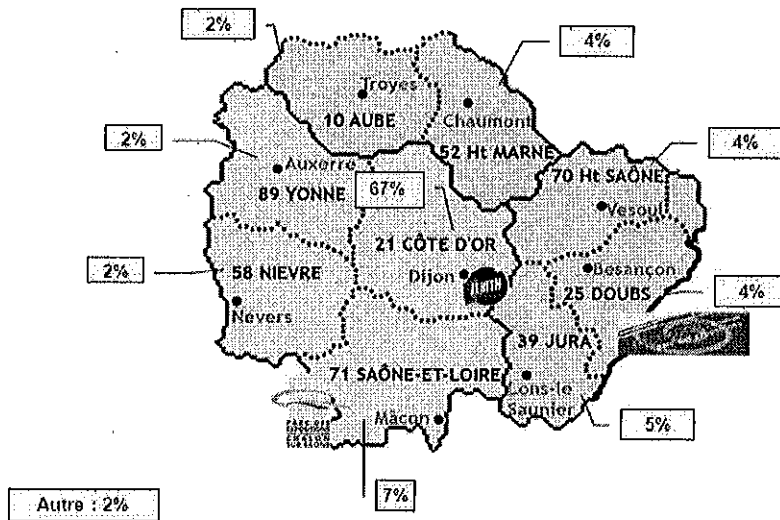 2%
4%
Troyes
10 AUBE
Chaumont
52 Ht MARNE
2%
4%
Auxerre
89 YONNE
67%
70 Ht SAÔNE
Vesoul
21 CÔTE D'OR
2%
58 NIEVRE
Dijon
ZENITH
Besançon
25 DOUBS
4%
Nevers
39 JURA
71 SAÔNE-ET-LOIRE
Lons-le
Saunier
Mâcon
5%
7%
Autre : 2%